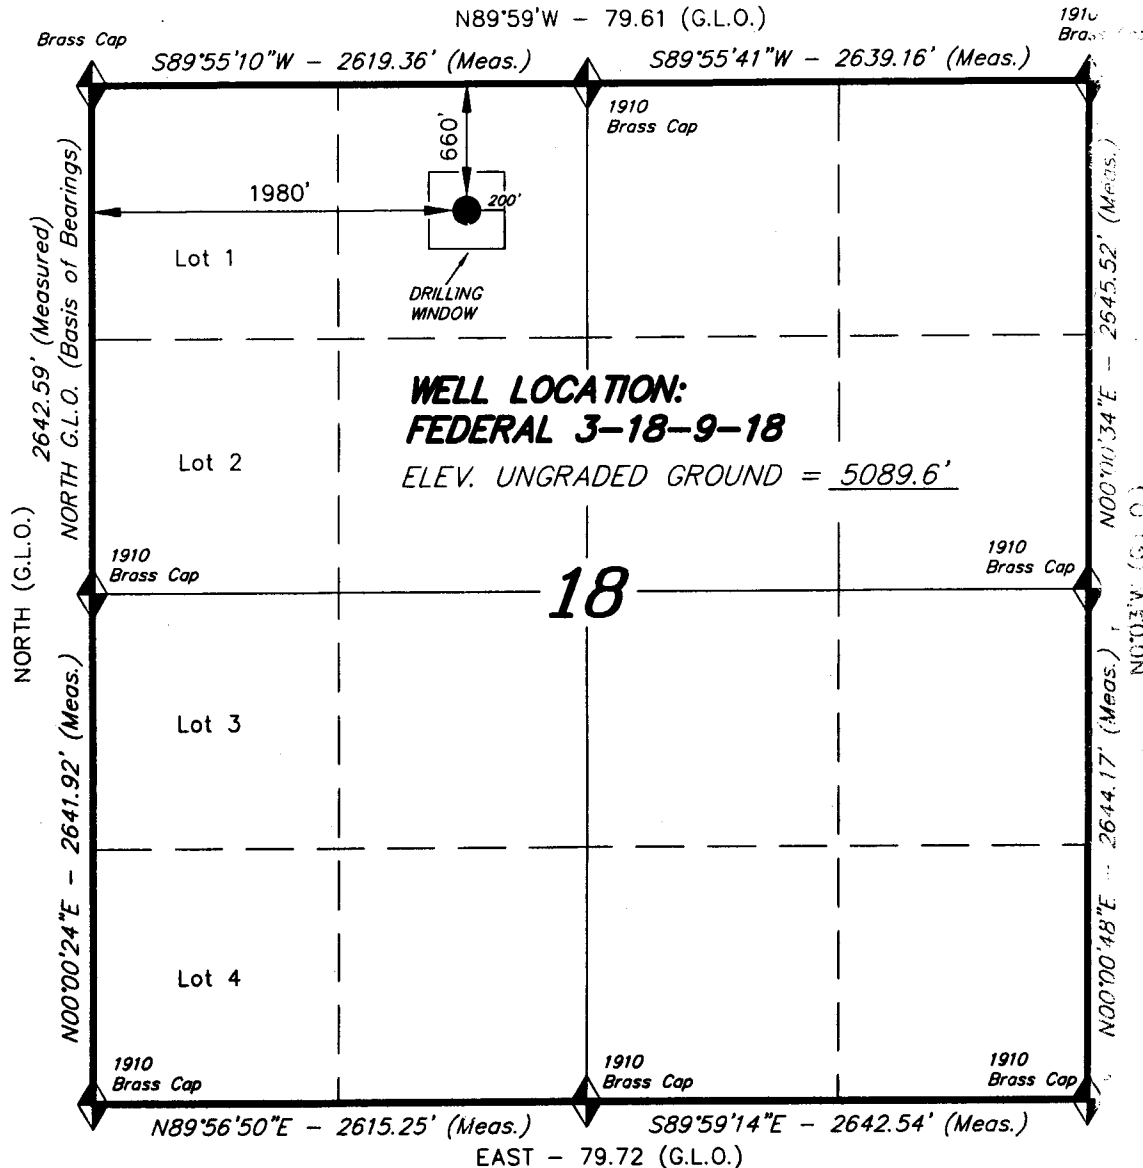 N89°59'W - 79.61 (G.L.O.)
Brass Cap
S89°55'10"W - 2619.36' (Meas.)
S89°55'41"W - 2639.16' (Meas.)
1910
Brass Cap
660'
1980'
200'
Lot 1
DRILLING
WINDOW
2642.59' (Measured)
NORTH G.L.O. (Basis of Bearings)
N00°00'34"E - 2645.52' (Meas.)
WELL LOCATION:
FEDERAL 3-18-9-18
Lot 2
ELEV. UNGRADED GROUND = 5089.6'
NORTH (G.L.O.)
1910
Brass Cap
18
1910
Brass Cap
N0°03'W (G.L.O.)
Lot 3
N00°00'24"E - 2641.92' (Meas.)
N00°00'48"E - 2644.17' (Meas.)
Lot 4
1910
Brass Cap
1910
Brass Cap
1910
Brass Cap
N89°56'50"E - 2615.25' (Meas.)
S89°59'14"E - 2642.54' (Meas.)
EAST - 79.72 (G.L.O.)